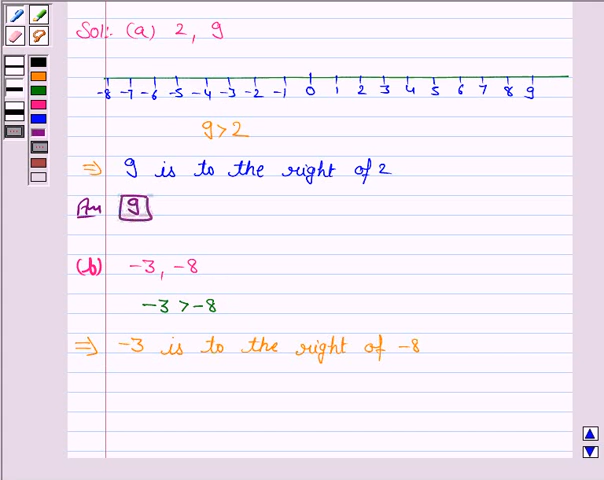 Sol:. (a) 2, 9
-8 -7 -6 -5 -4 -3 -2 -1 0 1 2 3 4 5 6 7 8 9
9>2
⇒ 9 is to the right of 2
Ans 9
(b) -3, -8
-3 > -8
⇒ -3 is to the right of -8